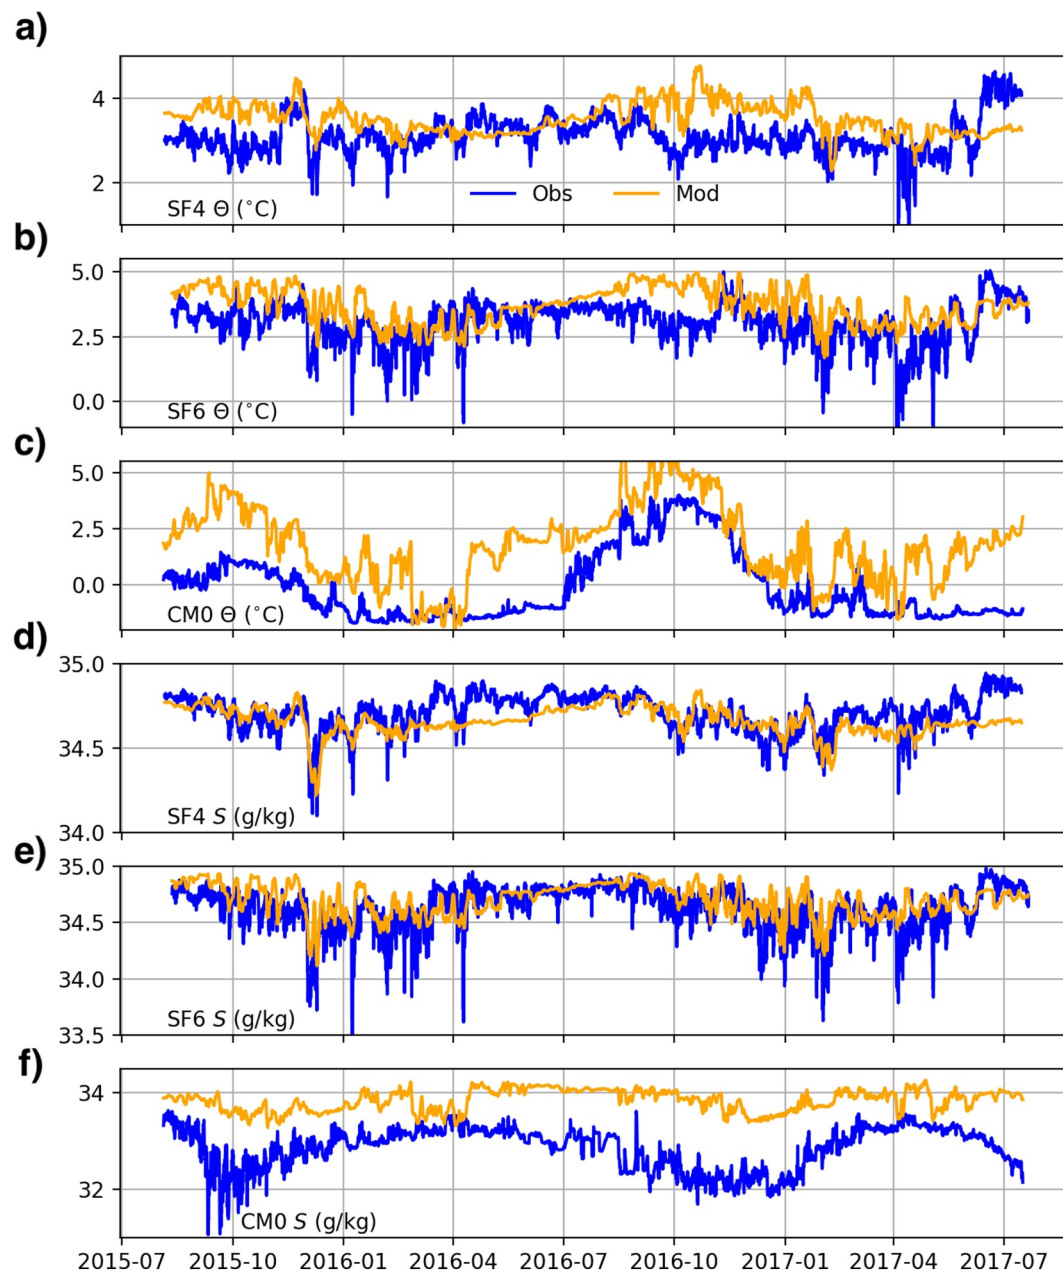 a)
4
2
Obs
Mod
SF4 Θ (°C)
b)
5.0
2.5
0.0
SF6 Θ (°C)
c)
5.0
2.5
0.0
CM0 Θ (°C)
d)
35.0
34.5
34.0
SF4 S (g/kg)
e)
35.0
34.5
34.0
33.5
SF6 S (g/kg)
f)
34
32
CM0 S (g/kg)
2015-07 2015-10 2016-01 2016-04 2016-07 2016-10 2017-01 2017-04 2017-07